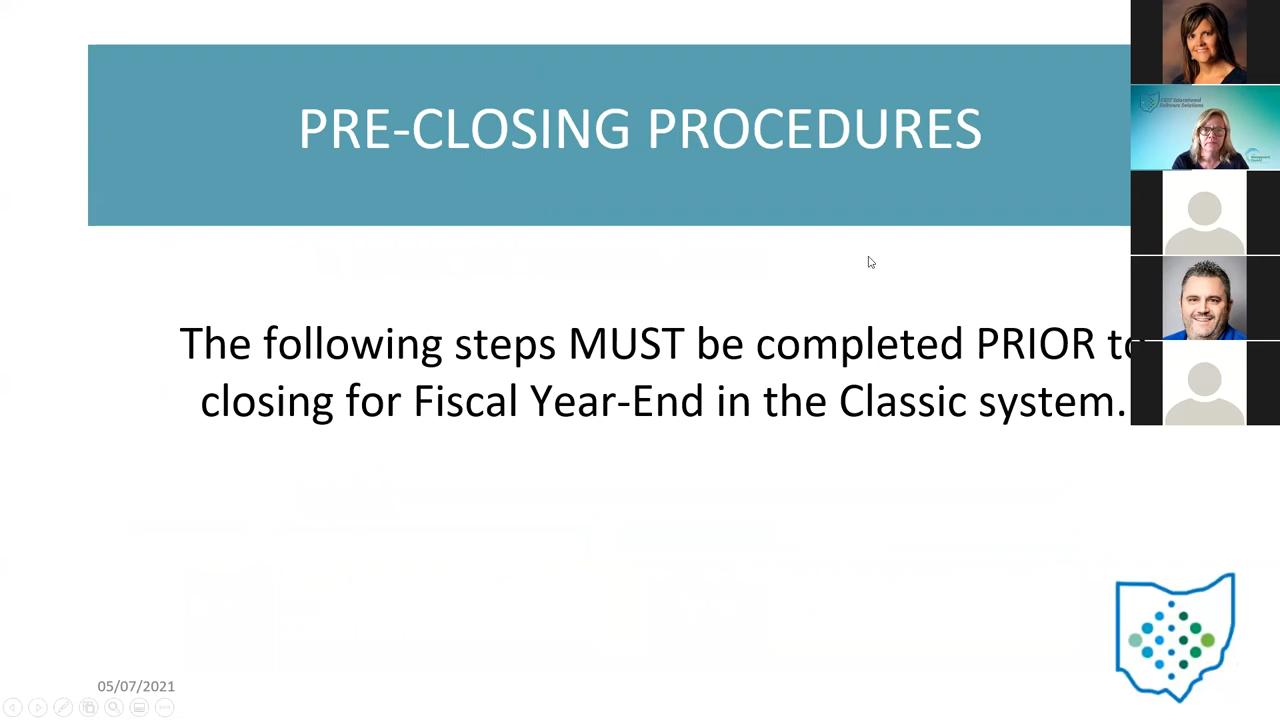 PRE-CLOSING PROCEDURES
The following steps MUST be completed PRIOR to
closing for Fiscal Year-End in the Classic system.
05/07/2021